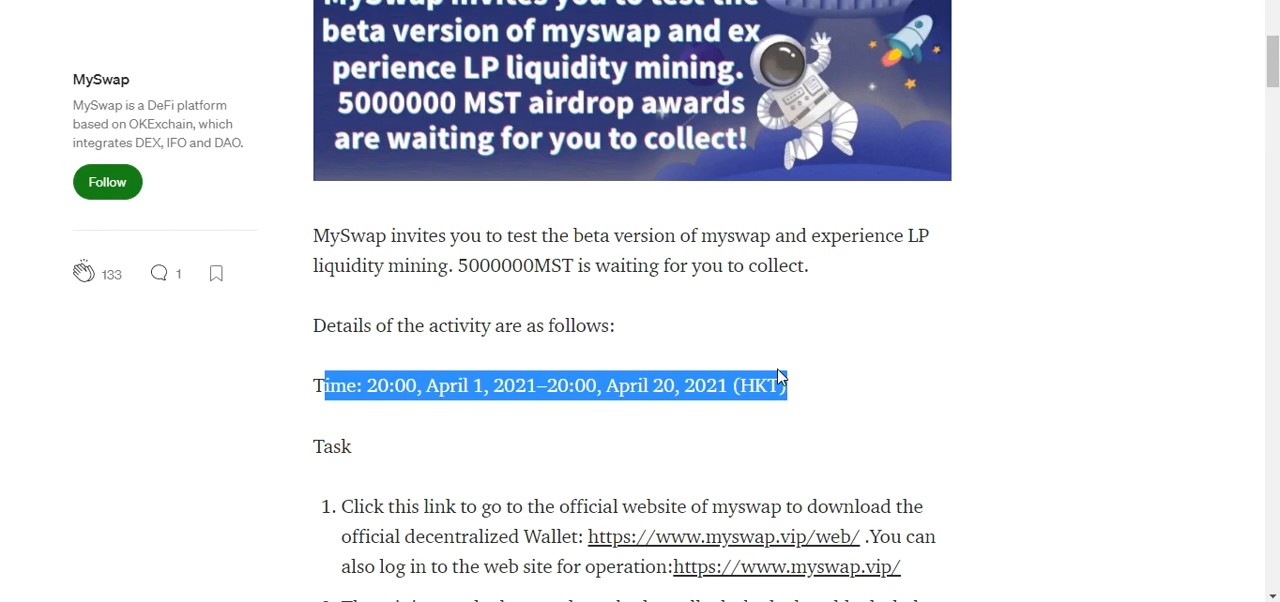 MySwap invites you to test the
beta version of myswap and ex
perience LP liquidity mining.
5000000 MST airdrop awards
are waiting for you to collect!
MySwap
MySwap is a DeFi platform
based on OKExchain, which
integrates DEX, IFO and DAO.
Follow
133
1
MySwap invites you to test the beta version of myswap and experience LP
liquidity mining. 5000000MST is waiting for you to collect.
Details of the activity are as follows:
Time: 20:00, April 1, 2021–20:00, April 20, 2021 (HKT)
Task
1. Click this link to go to the official website of myswap to download the
official decentralized Wallet: https://www.myswap.vip/web/ .You can
also log in to the web site for operation:https://www.myswap.vip/